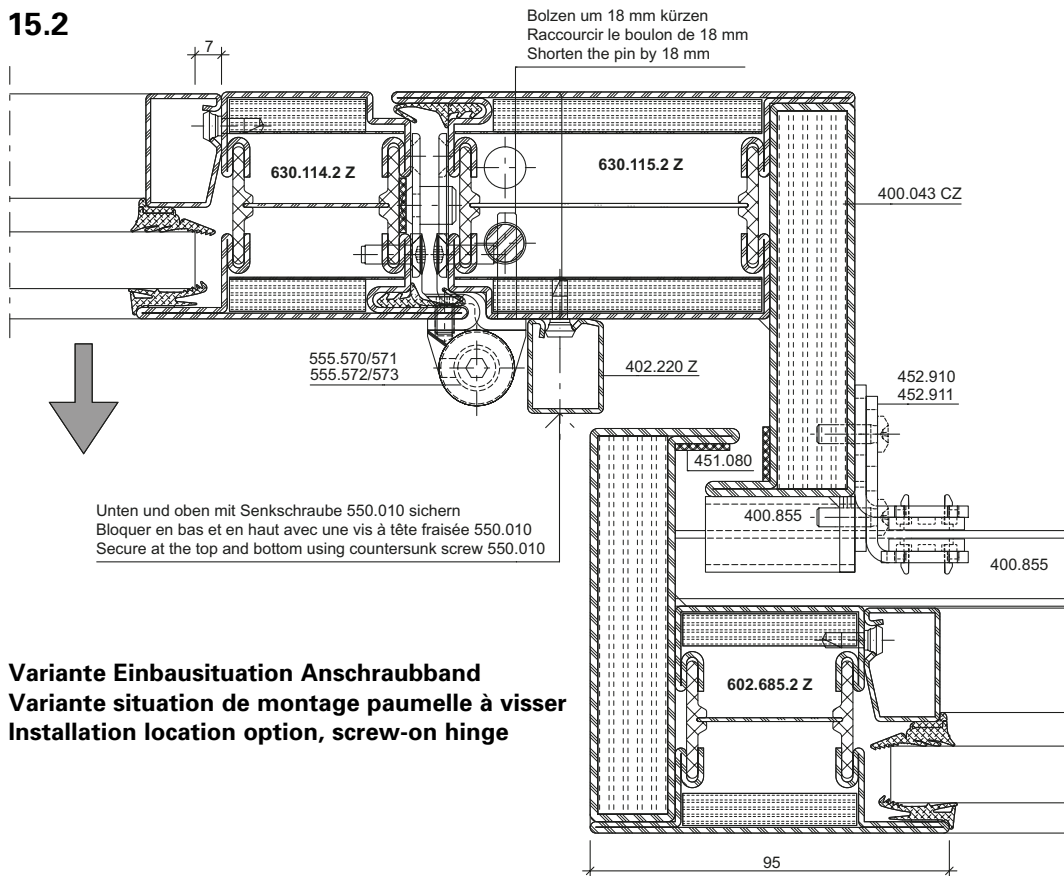 15.2
Bolzen um 18 mm kürzen
Raccourcir le boulon de 18 mm
Shorten the pin by 18 mm
7
630.114.2 Z
630.115.2 Z
400.043 CZ
555.570/571
555.572/573
402.220 Z
452.910
452.911
451.080
Unten und oben mit Senkschraube 550.010 sichern
Bloquer en bas et en haut avec une vis à tête fraisée 550.010
Secure at the top and bottom using countersunk screw 550.010
400.855
400.855
Variante Einbausituation Anschraubband
Variante situation de montage paumelle à visser
Installation location option, screw-on hinge
602.685.2 Z
95